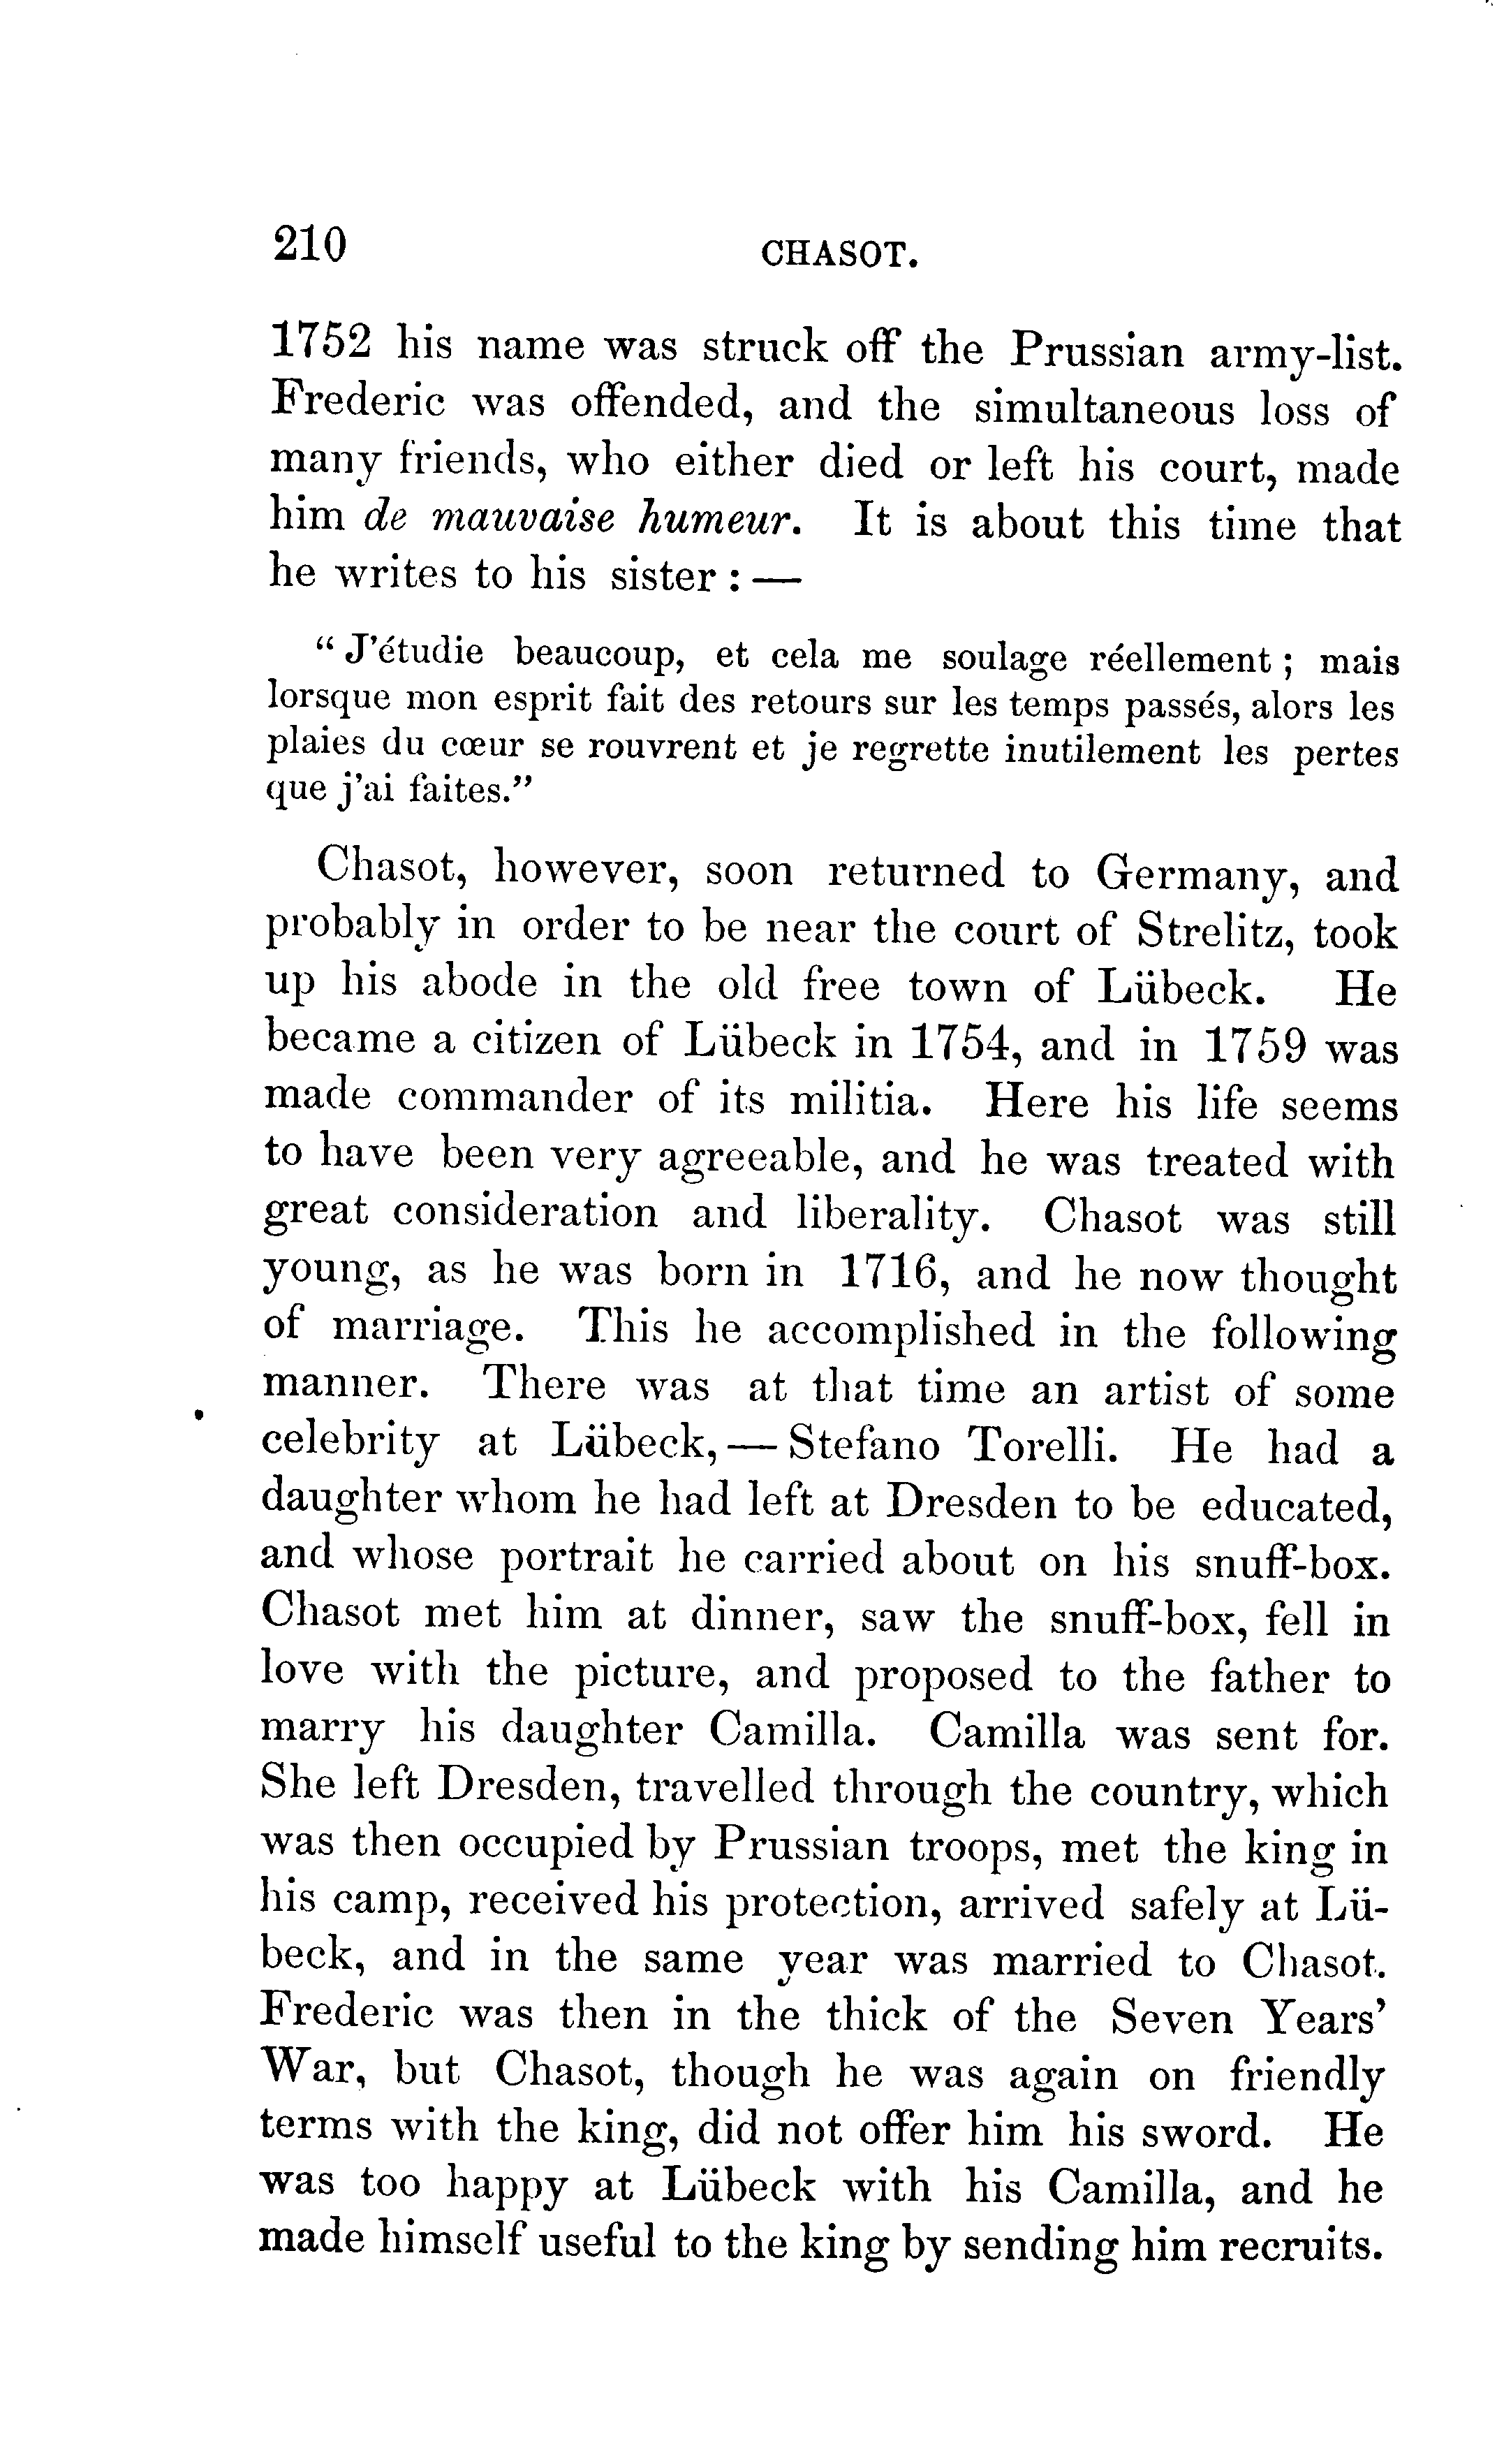 210 CHASOT.
1752 his name was struck off the Prussian army-list.
Frederic was offended, and the simultaneous loss of
many friends, who either died or left his court, made
him de mauvaise humeur. It is about this time that
he writes to his sister : —
“ J'étudie beaucoup, et cela me soulage réellement ; mais
lorsque mon esprit fait des retours sur les temps passés, alors les
plaies du cœur se rouvrent et je regrette inutilement les pertes
que j'ai faites.”
Chasot, however, soon returned to Germany, and
probably in order to be near the court of Strelitz, took
up his abode in the old free town of Lübeck. He
became a citizen of Lübeck in 1754, and in 1759 was
made commander of its militia. Here his life seems
to have been very agreeable, and he was treated with
great consideration and liberality. Chasot was still
young, as he was born in 1716, and he now thought
of marriage. This he accomplished in the following
manner. There was at that time an artist of some
celebrity at Lübeck, — Stefano Torelli. He had a
daughter whom he had left at Dresden to be educated,
and whose portrait he carried about on his snuff-box.
Chasot met him at dinner, saw the snuff-box, fell in
love with the picture, and proposed to the father to
marry his daughter Camilla. Camilla was sent for.
She left Dresden, travelled through the country, which
was then occupied by Prussian troops, met the king in
his camp, received his protection, arrived safely at Lü-
beck, and in the same year was married to Chasot.
Frederic was then in the thick of the Seven Years'
War, but Chasot, though he was again on friendly
terms with the king, did not offer him his sword. He
was too happy at Lübeck with his Camilla, and he
made himself useful to the king by sending him recruits.